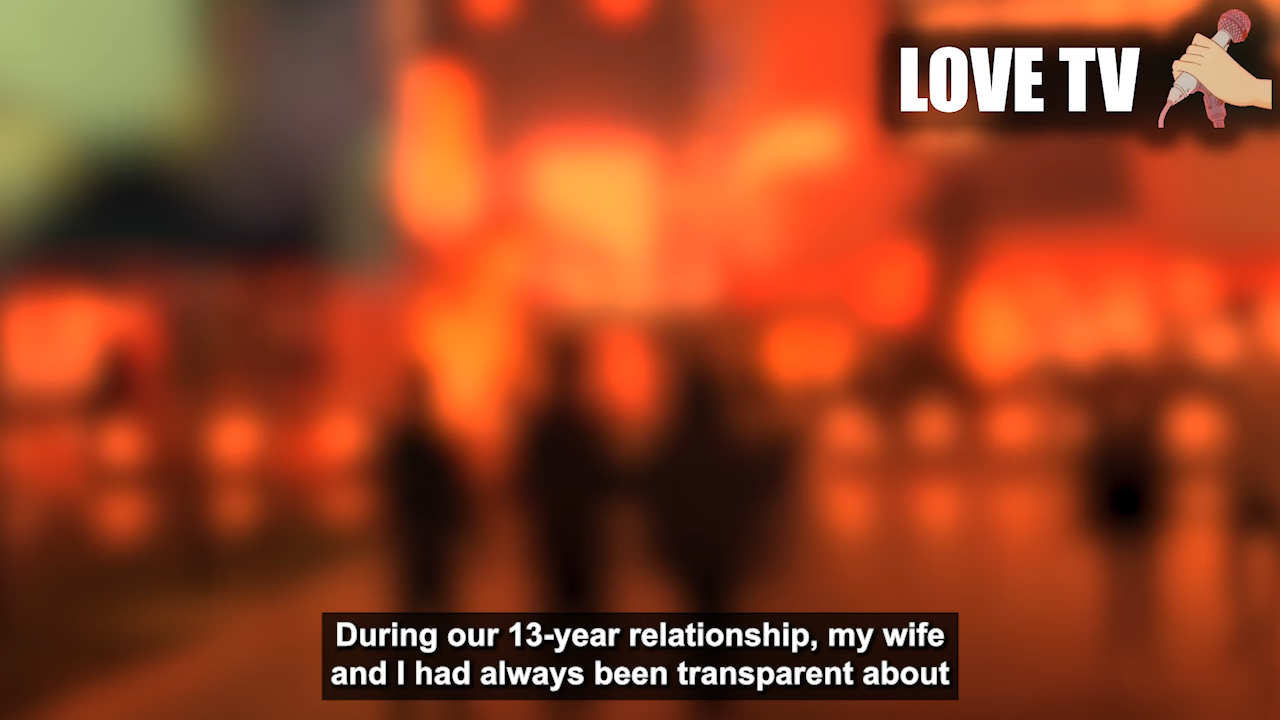 LOVE TV
During our 13-year relationship, my wife
and I had always been transparent about